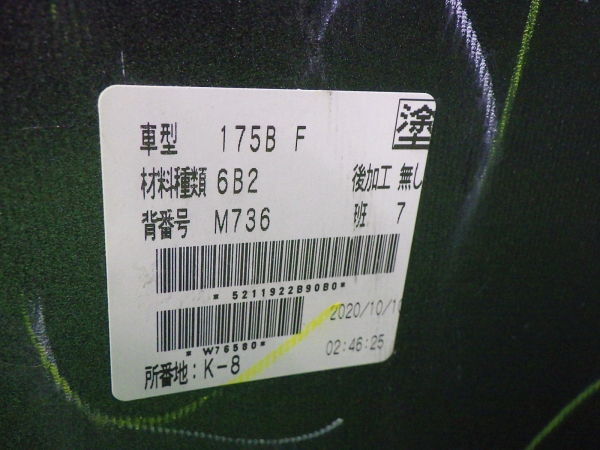 塗
車型 175B F
材料種類 6B2 後加工 無し
背番号 M736 班 7
*5211922B90B0*
2020/10/1
*W76580*
02:46:25
所番地:K-8